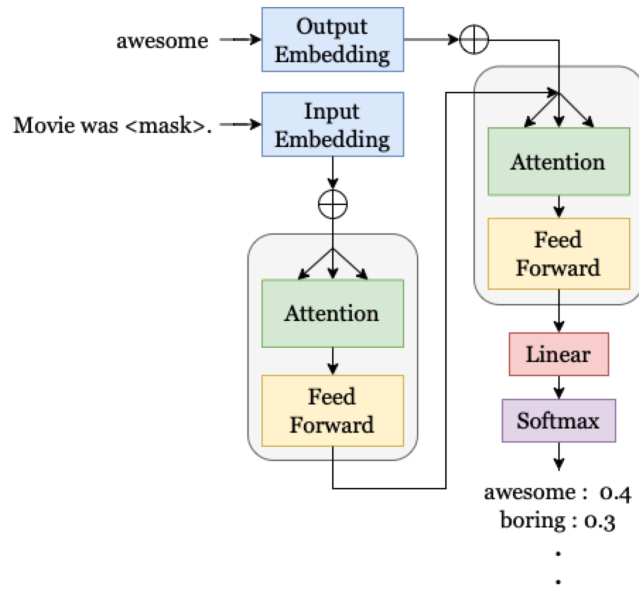 awesome
Output
Embedding
Movie was <mask>.
Input
Embedding
Attention
Feed
Forward
Attention
Feed
Forward
Linear
Softmax
awesome : 0.4
boring : 0.3
.
.